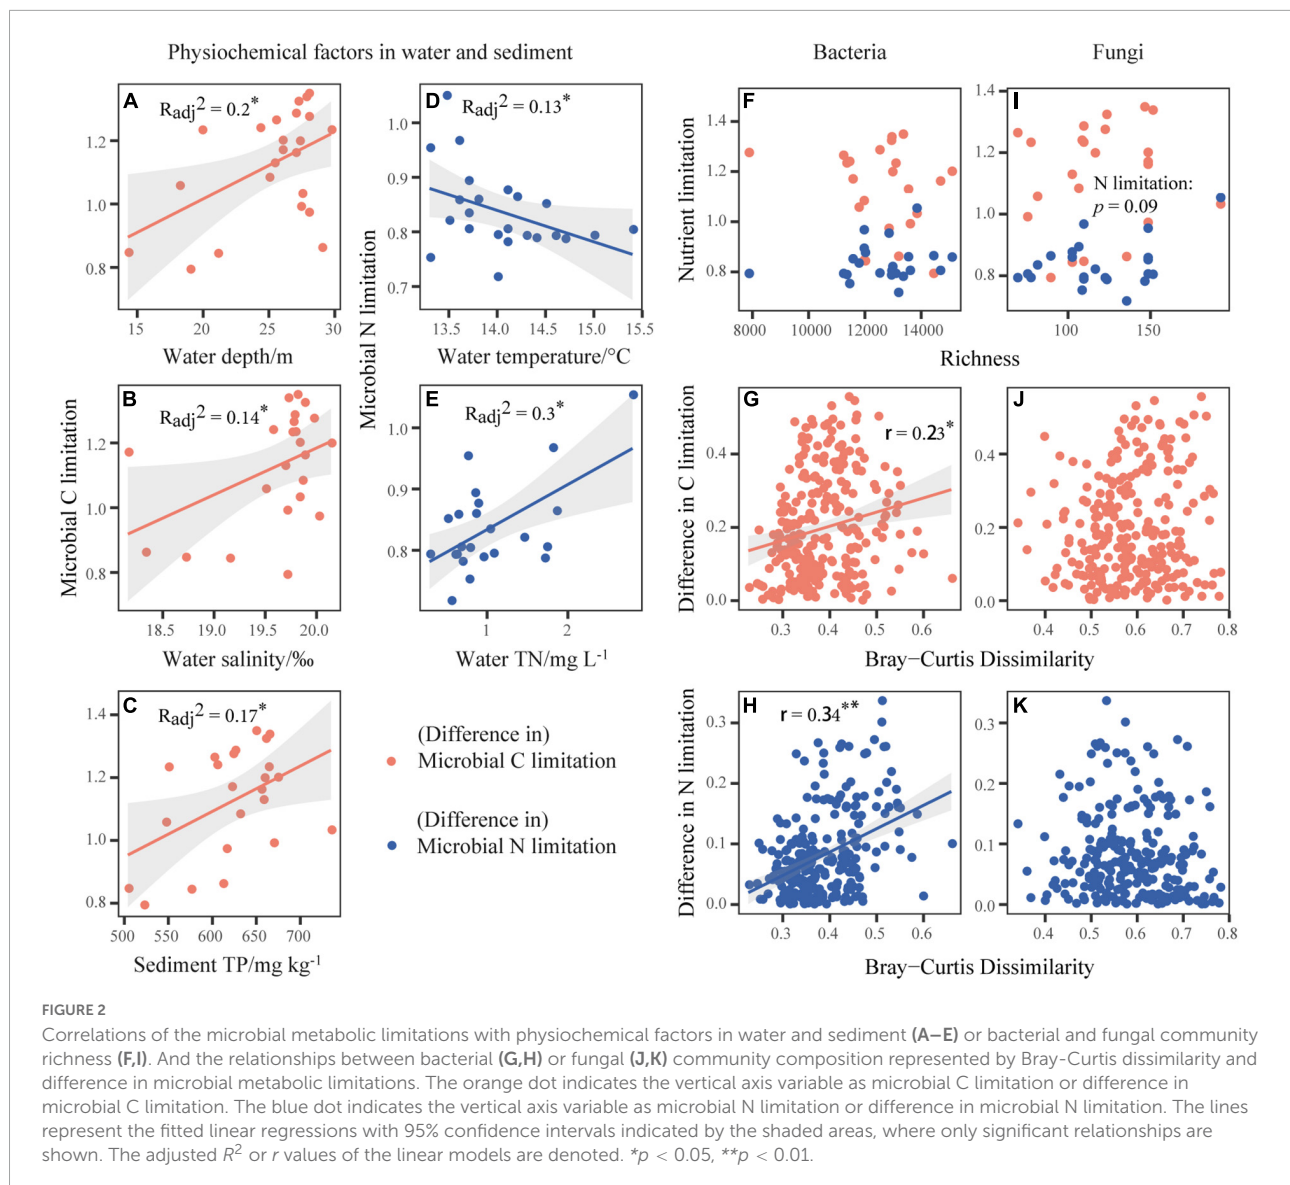 Physiochemical factors in water and sediment
Bacteria
Fungi
A
Radj² = 0.2*
1.2
1.0
0.8
15
20
25
30
Water depth/m
D
Radj² = 0.13*
1.0
0.9
0.8
0.7
13.5
14.0
14.5
15.0
15.5
Water temperature/°C
F
Nutrient limitation
1.4
1.2
1.0
0.8
8000
10000
12000
14000
I
N limitation:
p = 0.09
1.4
1.2
1.0
0.8
100
150
Richness
Microbial C limitation
Microbial N limitation
B
Radj² = 0.14*
1.2
1.0
0.8
18.5
19.0
19.5
20.0
Water salinity/‰
E
Radj² = 0.3*
1.0
0.9
0.8
1
2
Water TN/mg L⁻¹
G
r = 0.23*
Difference in C limitation
0.4
0.2
0.0
0.3
0.4
0.5
0.6
J
0.4
0.2
0.0
0.4
0.5
0.6
0.7
0.8
Bray−Curtis Dissimilarity
C
Radj² = 0.17*
1.4
1.2
1.0
0.8
500
550
600
650
700
Sediment TP/mg kg⁻¹
(Difference in)
Microbial C limitation
(Difference in)
Microbial N limitation
H
r = 0.34**
Difference in N limitation
0.3
0.2
0.1
0.0
0.3
0.4
0.5
0.6
K
0.3
0.2
0.1
0.0
0.4
0.5
0.6
0.7
0.8
Bray−Curtis Dissimilarity
FIGURE 2
Correlations of the microbial metabolic limitations with physiochemical factors in water and sediment (A–E) or bacterial and fungal community
richness (F,I). And the relationships between bacterial (G,H) or fungal (J,K) community composition represented by Bray-Curtis dissimilarity and
difference in microbial metabolic limitations. The orange dot indicates the vertical axis variable as microbial C limitation or difference in
microbial C limitation. The blue dot indicates the vertical axis variable as microbial N limitation or difference in microbial N limitation. The lines
represent the fitted linear regressions with 95% confidence intervals indicated by the shaded areas, where only significant relationships are
shown. The adjusted R² or r values of the linear models are denoted. *p < 0.05, **p < 0.01.